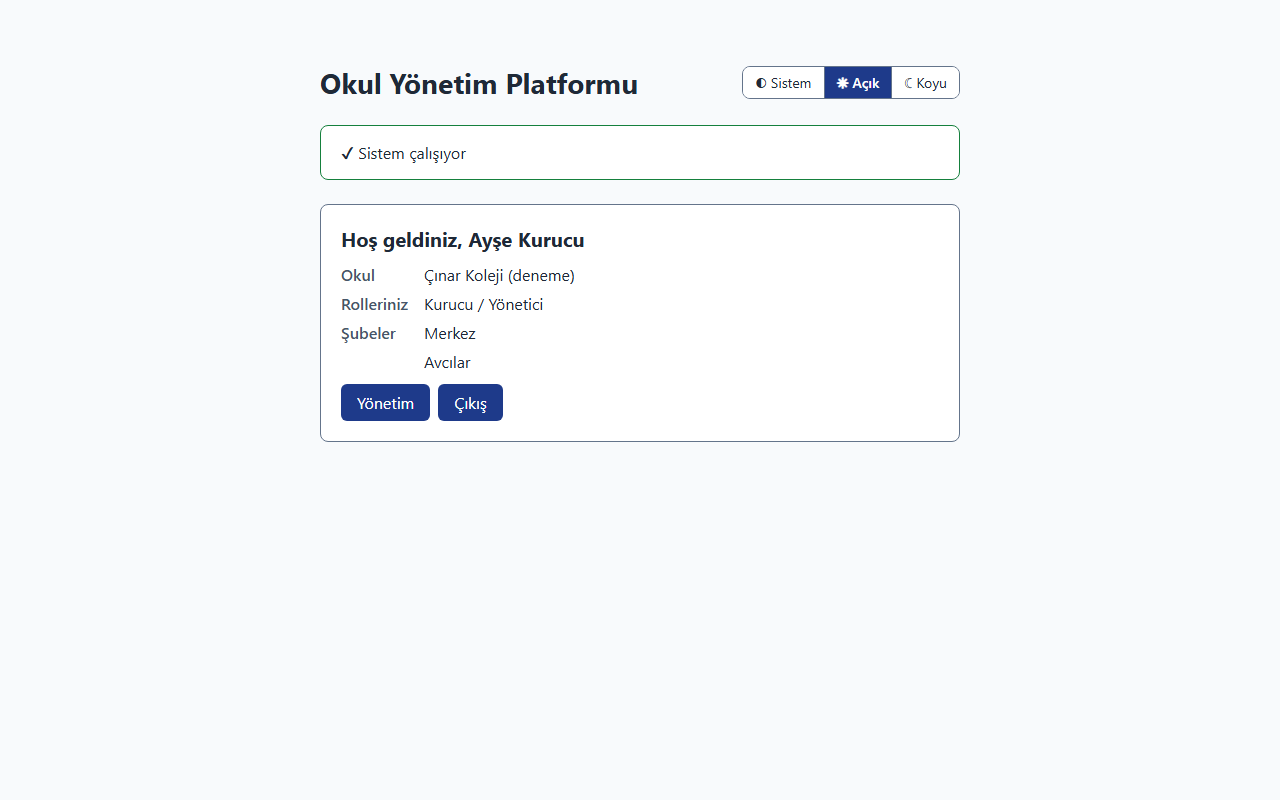 Okul Yönetim Platformu
◐ Sistem ❋ Açık ☾ Koyu
✓ Sistem çalışıyor
Hoş geldiniz, Ayşe Kurucu
Okul Çınar Koleji (deneme)
Rolleriniz Kurucu / Yönetici
Şubeler Merkez
Avcılar
Yönetim Çıkış